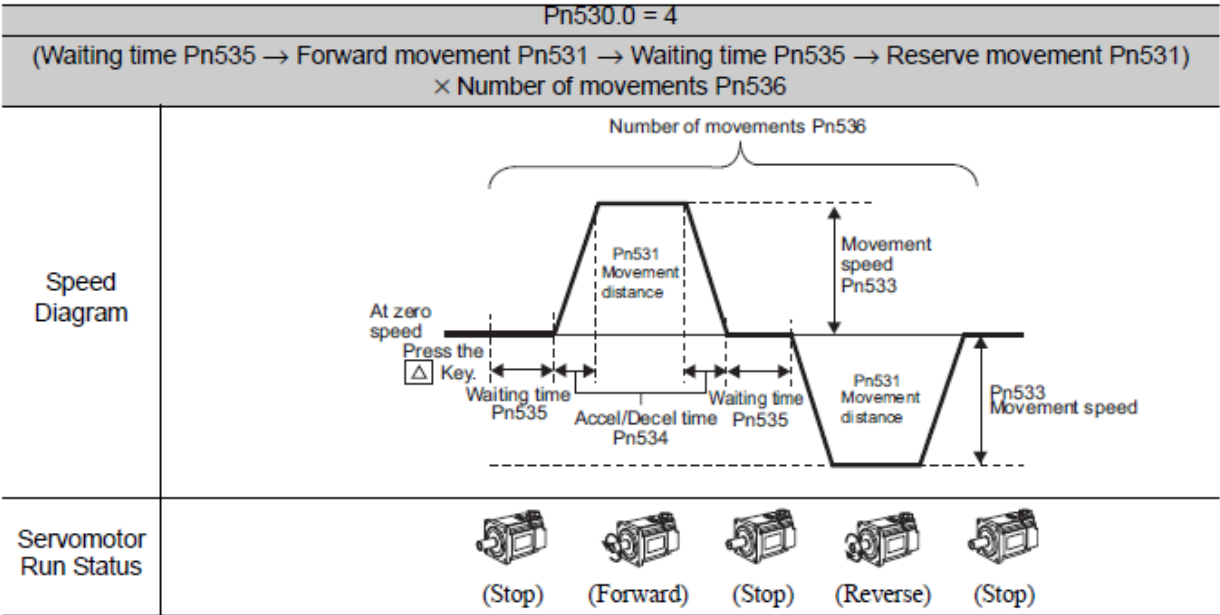 Pn530.0 = 4
(Waiting time Pn535 → Forward movement Pn531 → Waiting time Pn535 → Reserve movement Pn531)
× Number of movements Pn536
Speed
Diagram
Number of movements Pn536
Pn531
Movement
distance
Movement
speed
Pn533
At zero
speed
Press the
△ Key.
Waiting time
Pn535
Accel/Decel time
Pn534
Waiting time
Pn535
Pn531
Movement
distance
Pn533
Movement speed
Servomotor
Run Status
(Stop)
(Forward)
(Stop)
(Reverse)
(Stop)